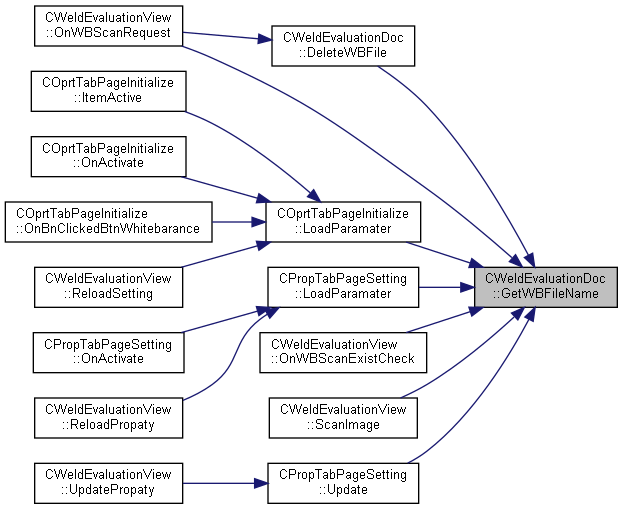 CWeldEvaluationView
::OnWBScanRequest
CWeldEvaluationDoc
::DeleteWBFile
COprtTabPageInitialize
::ItemActive
COprtTabPageInitialize
::OnActivate
COprtTabPageInitialize
::OnBnClickedBtnWhitebarance
COprtTabPageInitialize
::LoadParamater
CWeldEvaluationView
::ReloadSetting
CPropTabPageSetting
::LoadParamater
CWeldEvaluationDoc
::GetWBFileName
CPropTabPageSetting
::OnActivate
CWeldEvaluationView
::OnWBScanExistCheck
CWeldEvaluationView
::ReloadPropaty
CWeldEvaluationView
::ScanImage
CWeldEvaluationView
::UpdatePropaty
CPropTabPageSetting
::Update